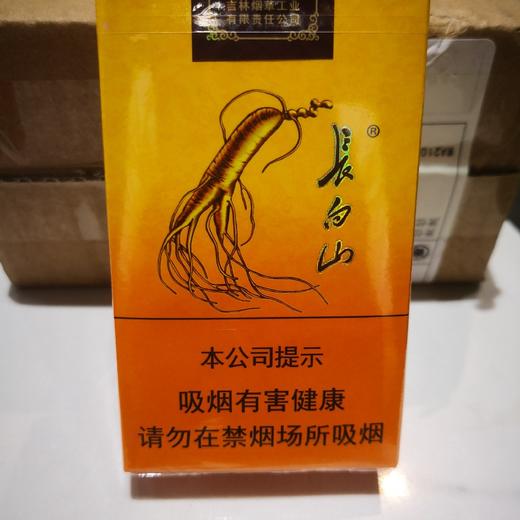 吉林烟草工业
有限责任公司
長白山®
本公司提示
吸烟有害健康
请勿在禁烟场所吸烟